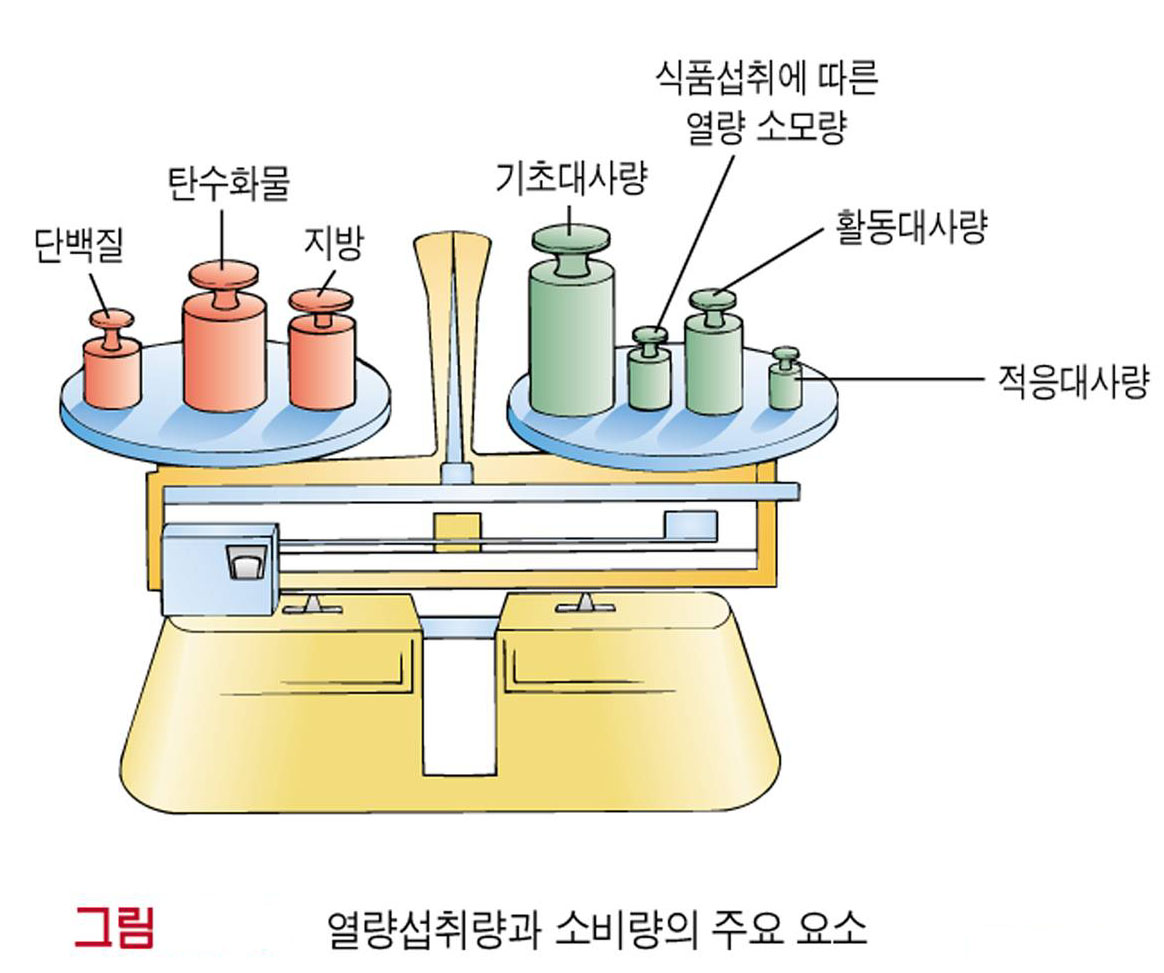 식품섭취에 따른
열량 소모량
탄수화물
기초대사량
단백질
지방
활동대사량
적응대사량
그림
열량섭취량과 소비량의 주요 요소